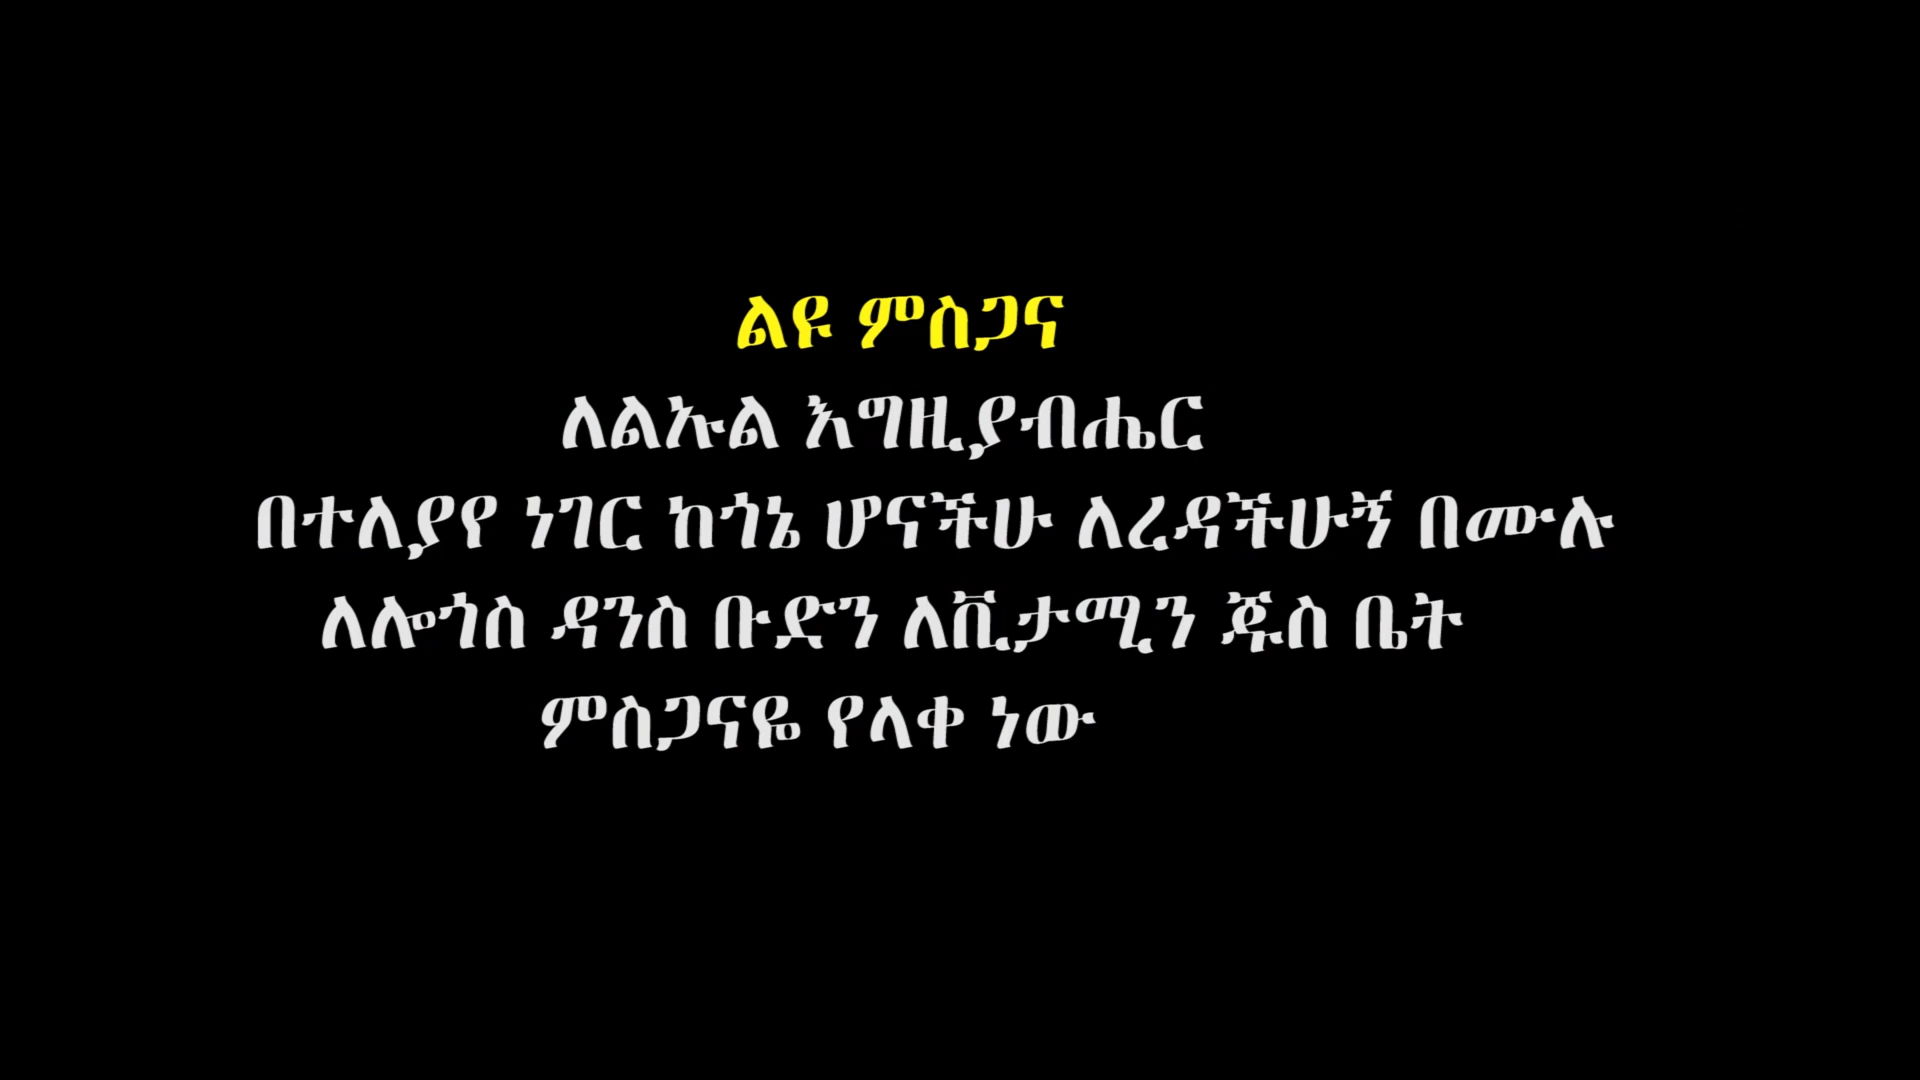 ልዩ ምስጋና
ለልኡል እግዚያብሔር
በተለያየ ነገር ከጎኔ ሆናችሁ ለረዳችሁኝ በሙሉ
ለሎጎስ ዳንስ ቡድን ለቪታሚን ጁስ ቤት
ምስጋናዬ የላቀ ነው